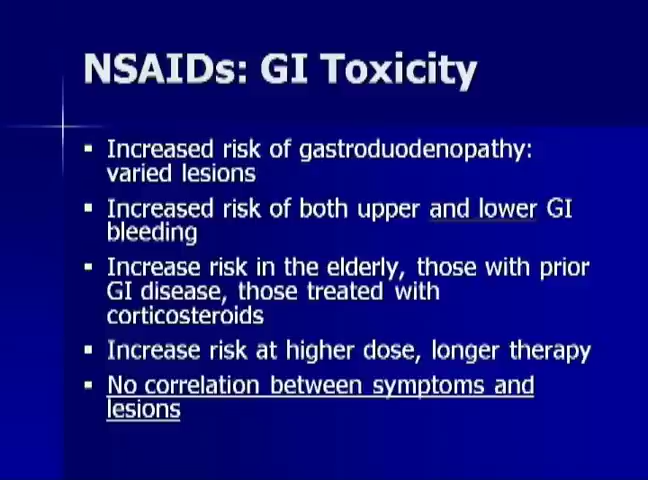 NSAIDs: GI Toxicity
▪ Increased risk of gastroduodenopathy:
varied lesions
▪ Increased risk of both upper and lower GI
bleeding
▪ Increase risk in the elderly, those with prior
GI disease, those treated with
corticosteroids
▪ Increase risk at higher dose, longer therapy
▪ No correlation between symptoms and
lesions